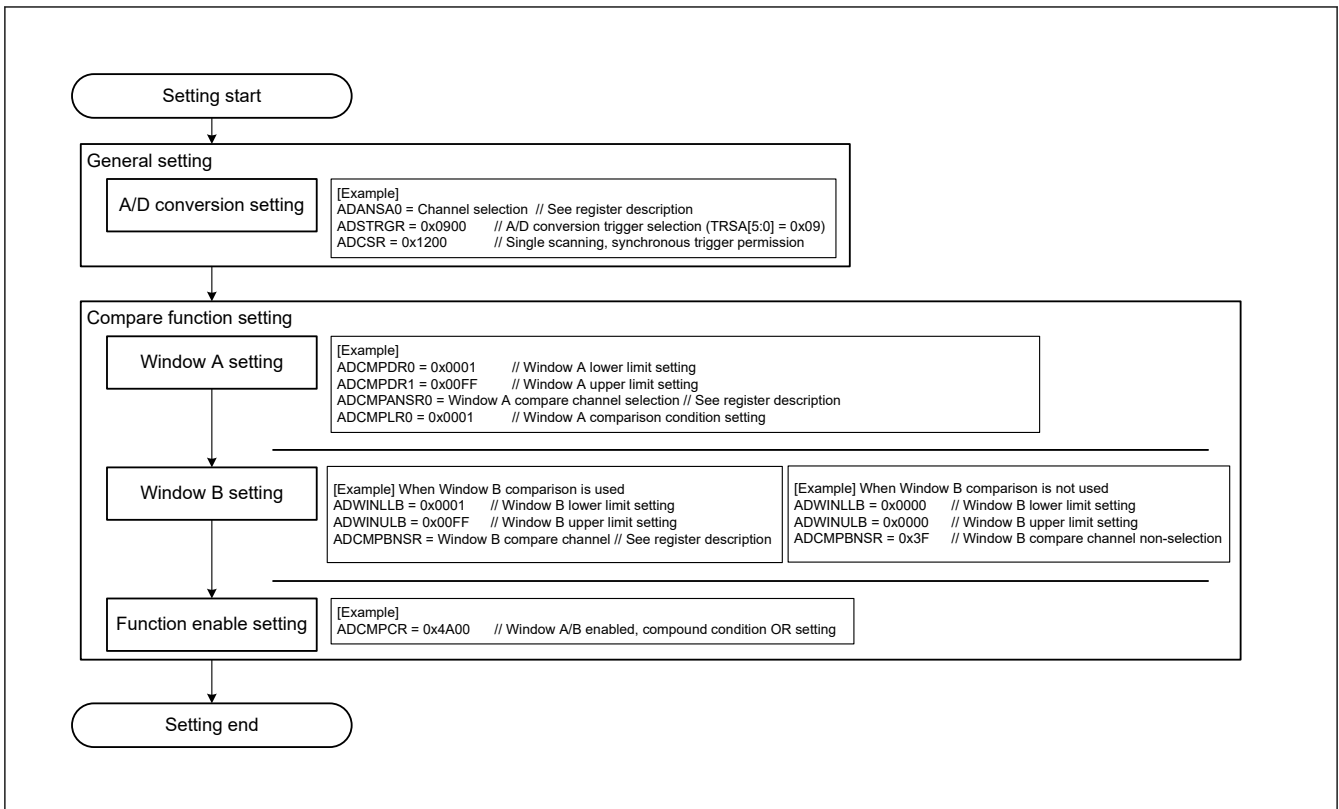 Setting start
General setting
A/D conversion setting
[Example]
ADANSA0 = Channel selection // See register description
ADSTRGR = 0x0900 // A/D conversion trigger selection (TRSA[5:0] = 0x09)
ADCSR = 0x1200 // Single scanning, synchronous trigger permission
Compare function setting
Window A setting
[Example]
ADCMPDR0 = 0x0001 // Window A lower limit setting
ADCMPDR1 = 0x00FF // Window A upper limit setting
ADCMPANSR0 = Window A compare channel selection // See register description
ADCMPLR0 = 0x0001 // Window A comparison condition setting
Window B setting
[Example] When Window B comparison is used
ADWINLLB = 0x0001 // Window B lower limit setting
ADWINULB = 0x00FF // Window B upper limit setting
ADCMPBNSR = Window B compare channel // See register description
[Example] When Window B comparison is not used
ADWINLLB = 0x0000 // Window B lower limit setting
ADWINULB = 0x0000 // Window B upper limit setting
ADCMPBNSR = 0x3F // Window B compare channel non-selection
Function enable setting
[Example]
ADCMPCR = 0x4A00 // Window A/B enabled, compound condition OR setting
Setting end